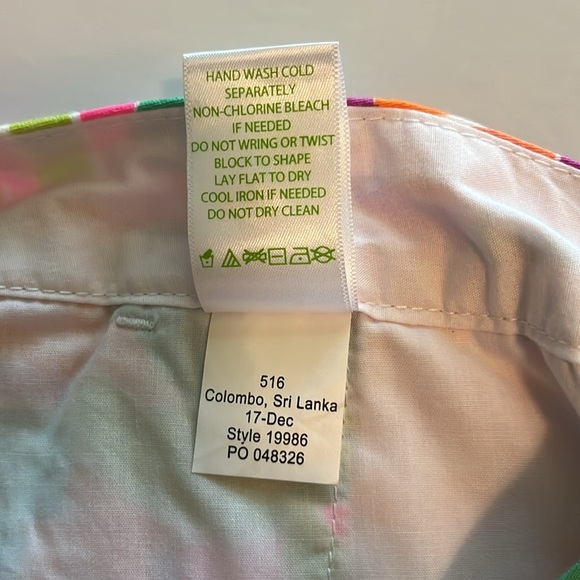 HAND WASH COLD
SEPARATELY
NON-CHLORINE BLEACH
IF NEEDED
DO NOT WRING OR TWIST
BLOCK TO SHAPE
LAY FLAT TO DRY
COOL IRON IF NEEDED
DO NOT DRY CLEAN
516
Colombo, Sri Lanka
17-Dec
Style 19986
PO 048326